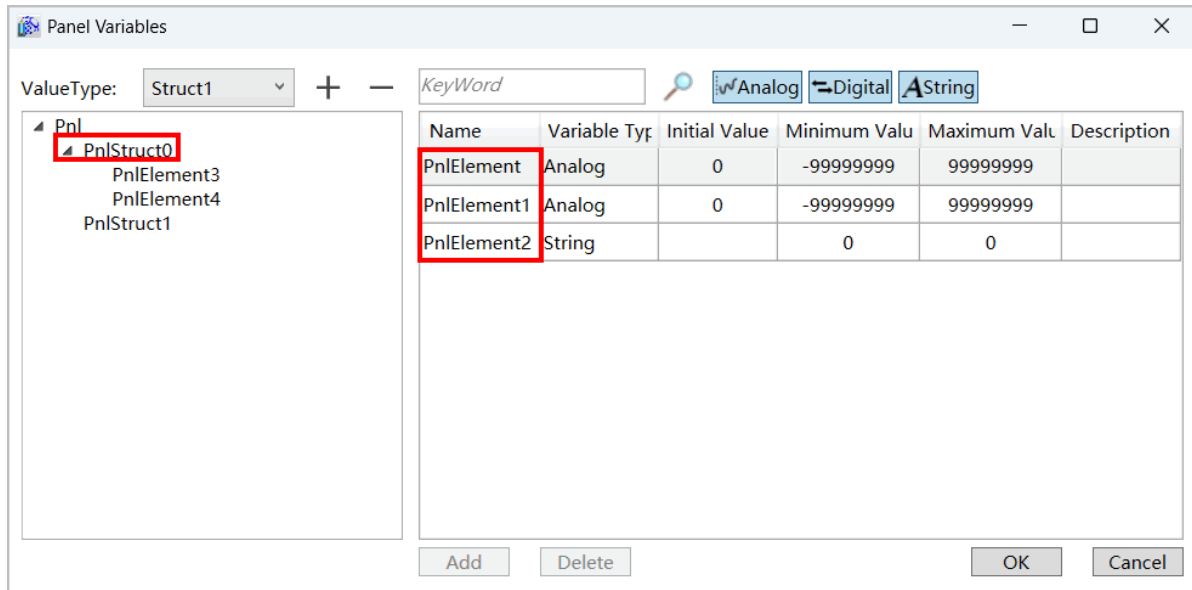 Panel Variables
ValueType: Struct1
KeyWord
Analog Digital String
Pnl
PnlStruct0
PnlElement3
PnlElement4
PnlStruct1
Name Variable Typ Initial Value Minimum Valu Maximum Valu Description
PnlElement Analog 0 -99999999 99999999
PnlElement1 Analog 0 -99999999 99999999
PnlElement2 String 0 0
Add Delete OK Cancel